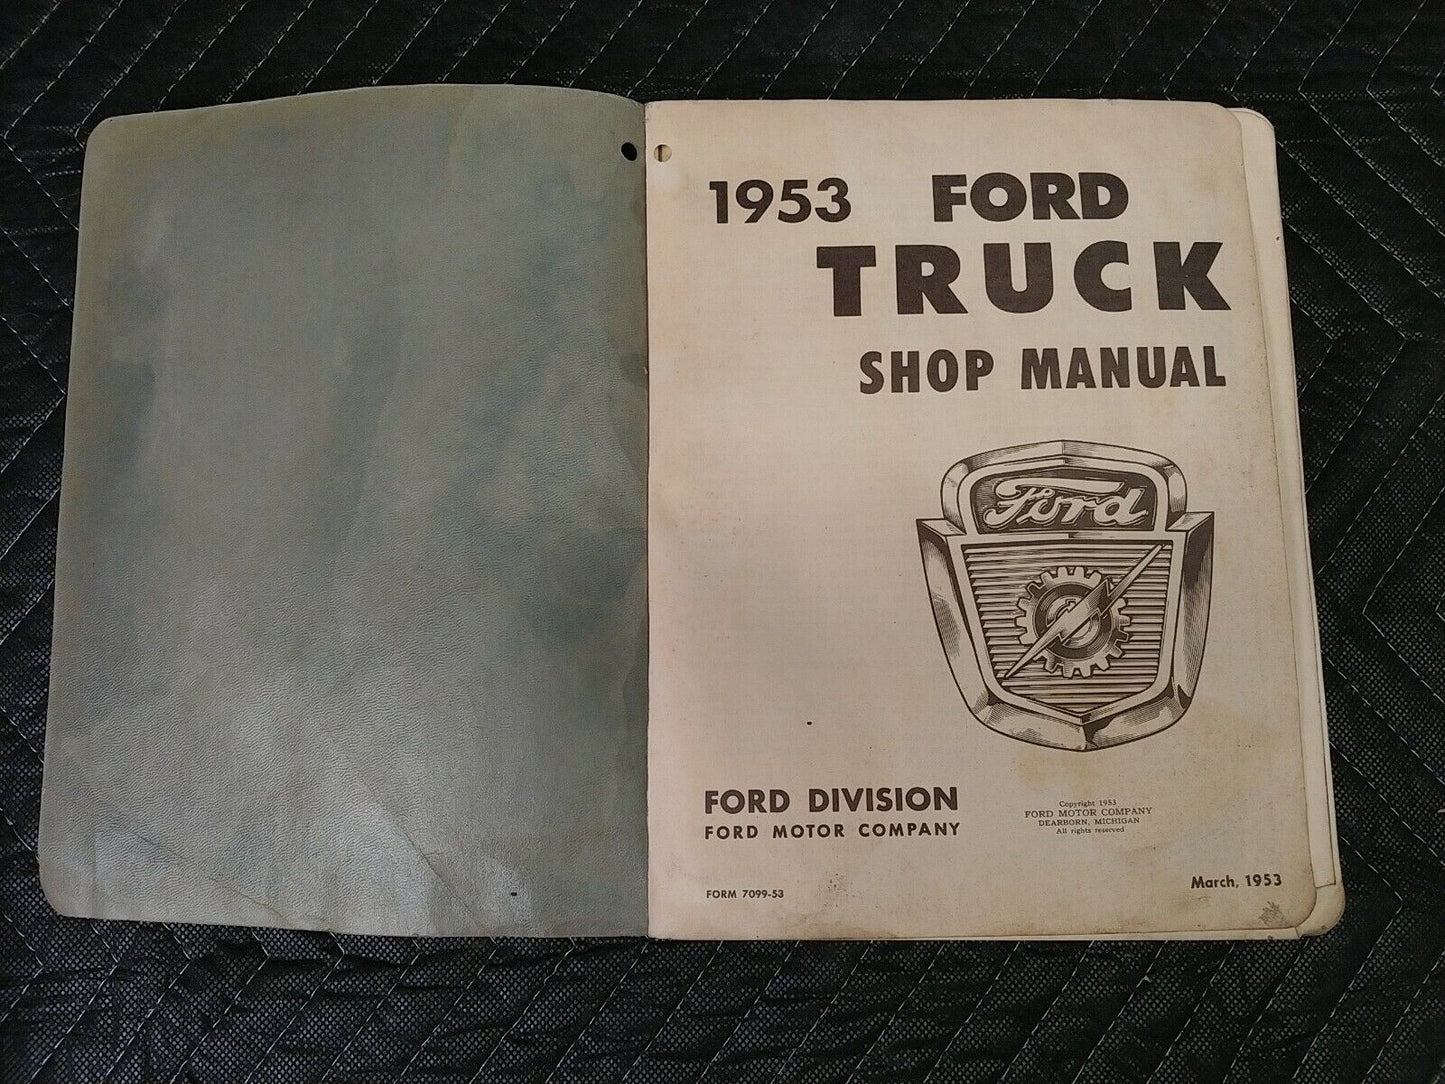 1953 FORD
TRUCK
SHOP MANUAL
Ford
FORD DIVISION
FORD MOTOR COMPANY
Copyright 1953
FORD MOTOR COMPANY
DEARBORN, MICHIGAN
All rights reserved
FORM 7099-53
March, 1953